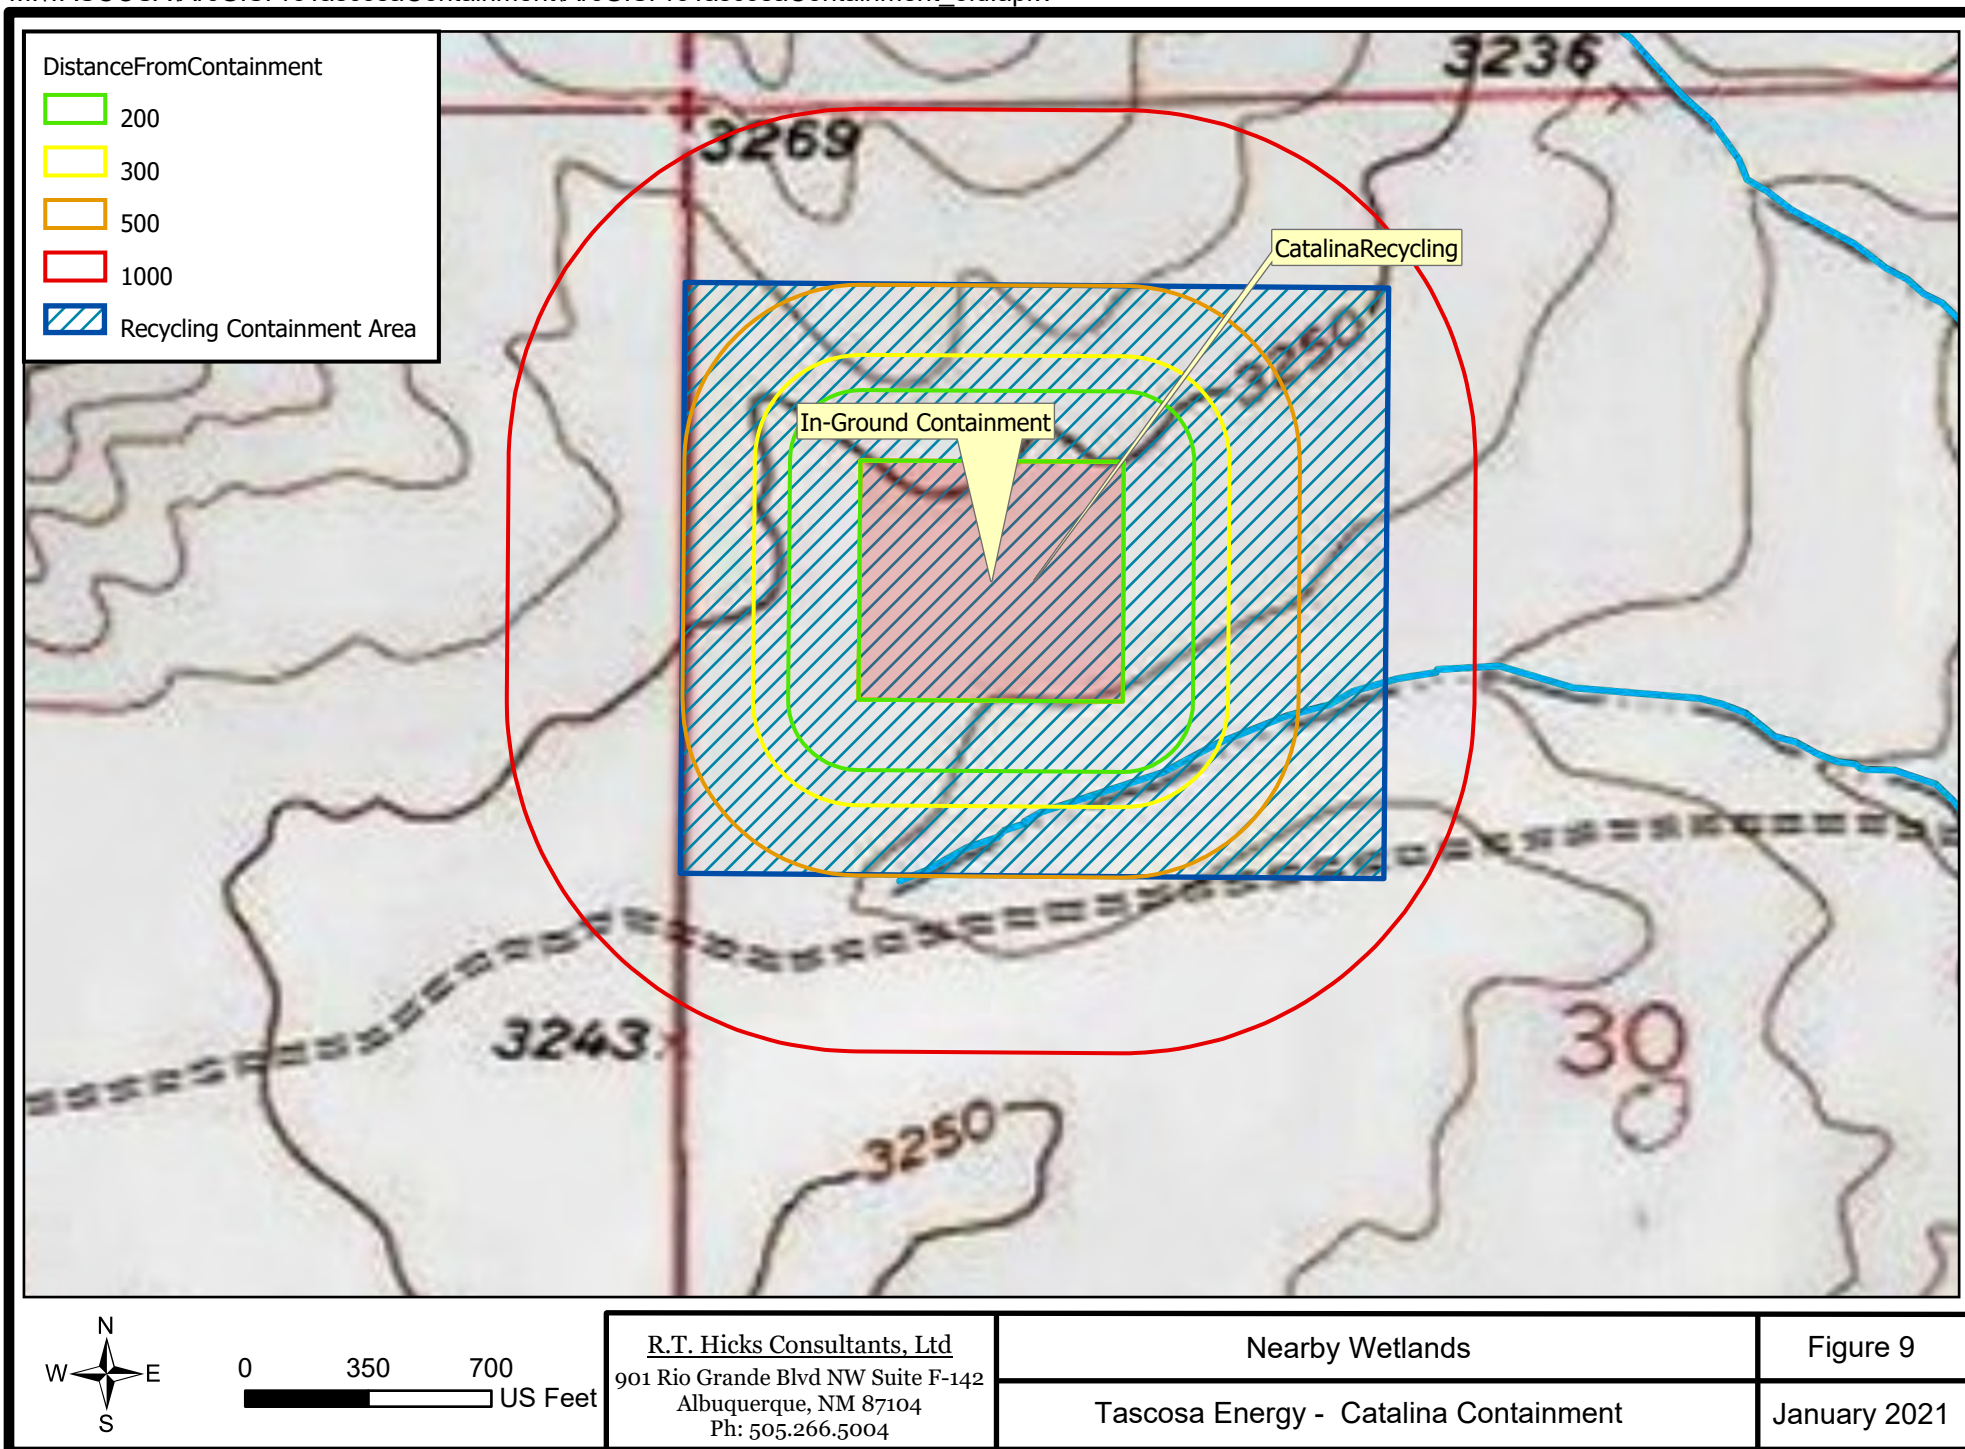 DistanceFromContainment
200
300
500
1000
Recycling Containment Area
3236
3269
CatalinaRecycling
3250
In-Ground Containment
3243
30
3250
N
W E
S
0 350 700
US Feet
R.T. Hicks Consultants, Ltd
901 Rio Grande Blvd NW Suite F-142
Albuquerque, NM 87104
Ph: 505.266.5004
Nearby Wetlands
Tascosa Energy - Catalina Containment
Figure 9
January 2021